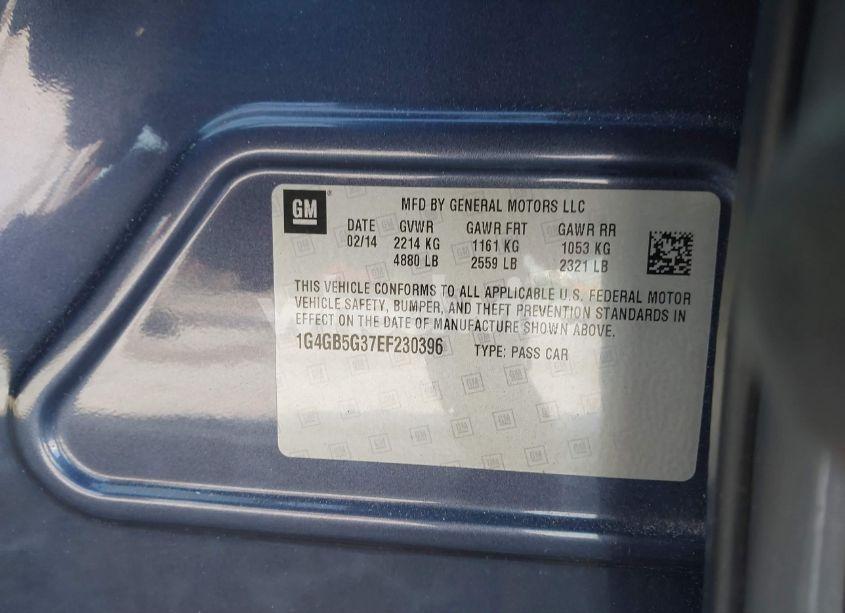 GM
MFD BY GENERAL MOTORS LLC
DATE GVWR GAWR FRT GAWR RR
02/14 2214 KG 1161 KG 1053 KG
4880 LB 2559 LB 2321 LB
THIS VEHICLE CONFORMS TO ALL APPLICABLE U.S. FEDERAL MOTOR
VEHICLE SAFETY, BUMPER, AND THEFT PREVENTION STANDARDS IN
EFFECT ON THE DATE OF MANUFACTURE SHOWN ABOVE.
1G4GB5G37EF230396 TYPE: PASS CAR